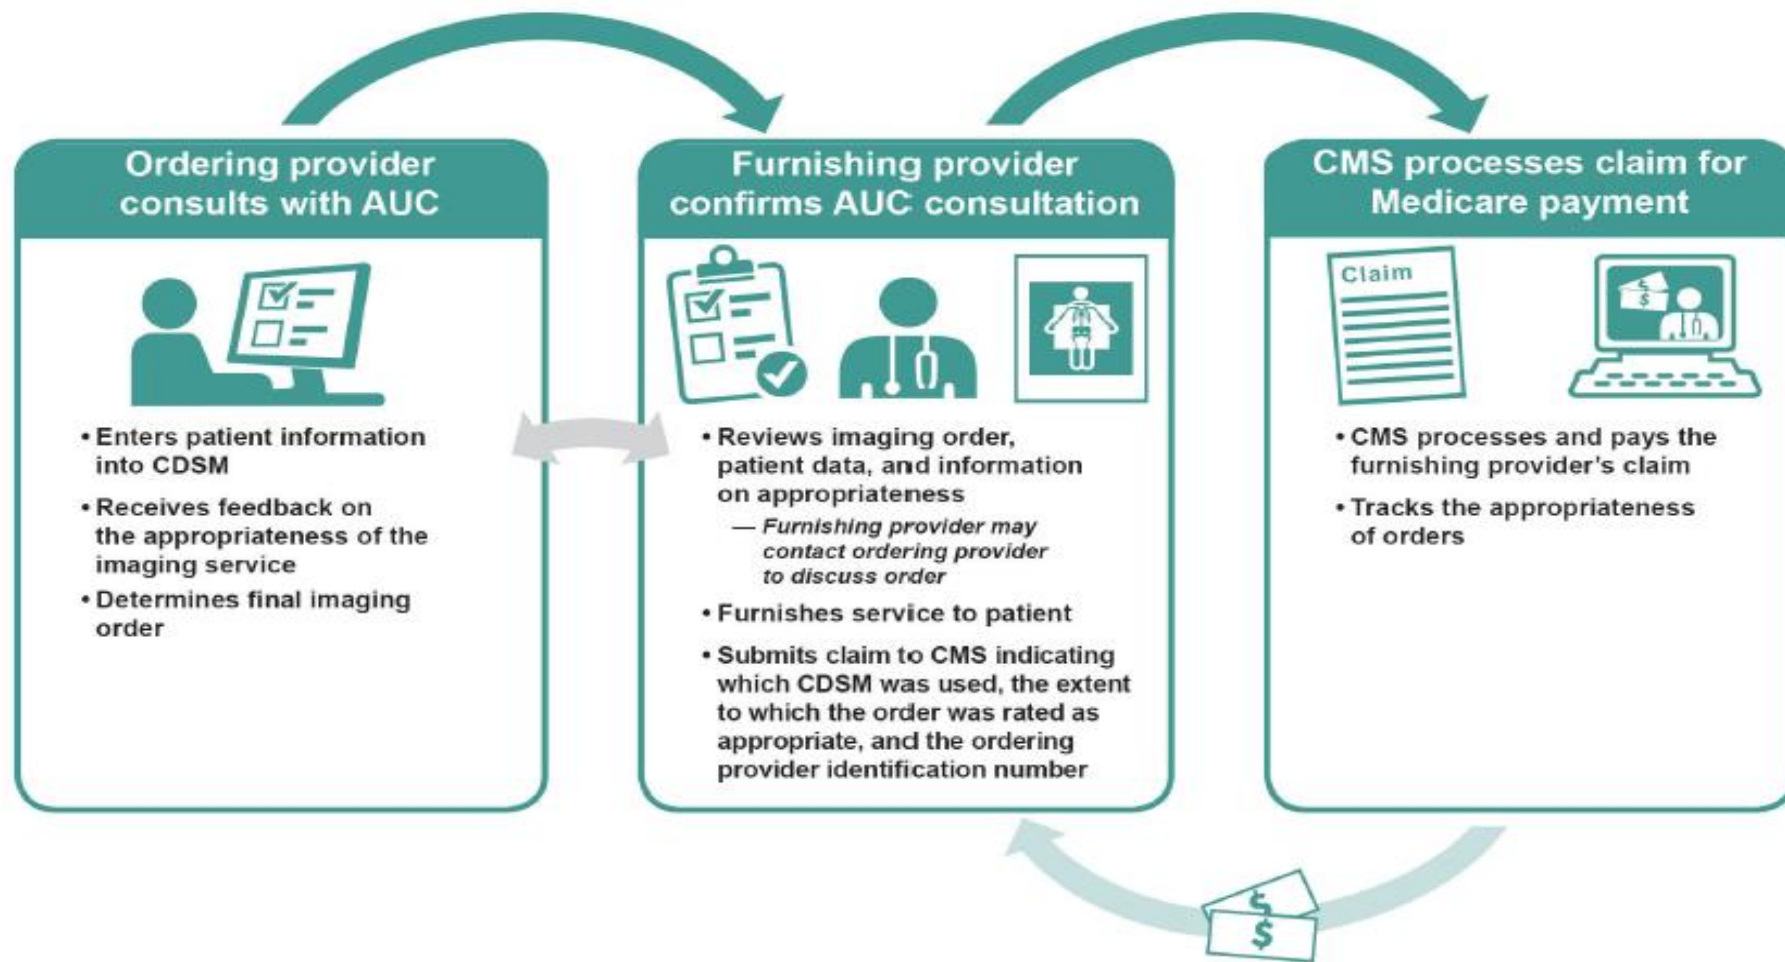 Ordering provider
consults with AUC
• Enters patient information
into CDSM
• Receives feedback on
the appropriateness of the
imaging service
• Determines final imaging
order
Furnishing provider
confirms AUC consultation
• Reviews imaging order,
patient data, and information
on appropriateness
— Furnishing provider may
contact ordering provider
to discuss order
• Furnishes service to patient
• Submits claim to CMS indicating
which CDSM was used, the extent
to which the order was rated as
appropriate, and the ordering
provider identification number
CMS processes claim for
Medicare payment
Claim
$
$
• CMS processes and pays the
furnishing provider's claim
• Tracks the appropriateness
of orders
$
$